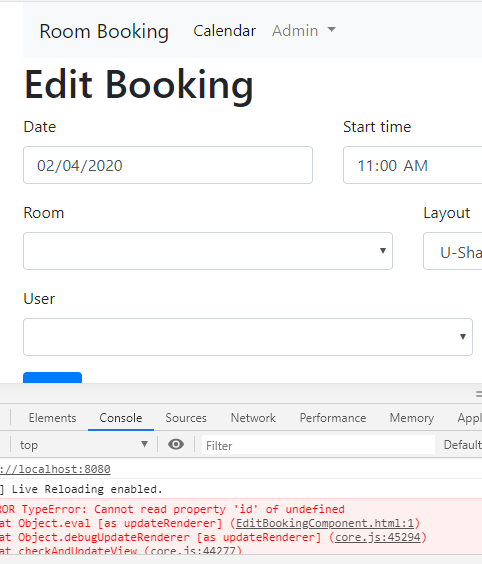 Room Booking Calendar Admin
Edit Booking
Date Start time
02/04/2020 11:00 AM
Room Layout
U-Sha
User
Elements Console Sources Network Performance Memory Appl
top Filter Default
://localhost:8080
] Live Reloading enabled.
ROR TypeError: Cannot read property 'id' of undefined
at Object.eval [as updateRenderer] (EditBookingComponent.html:1)
at Object.debugUpdateRenderer [as updateRenderer] (core.js:45294)
at checkAndUpdateView (core.js:44277)